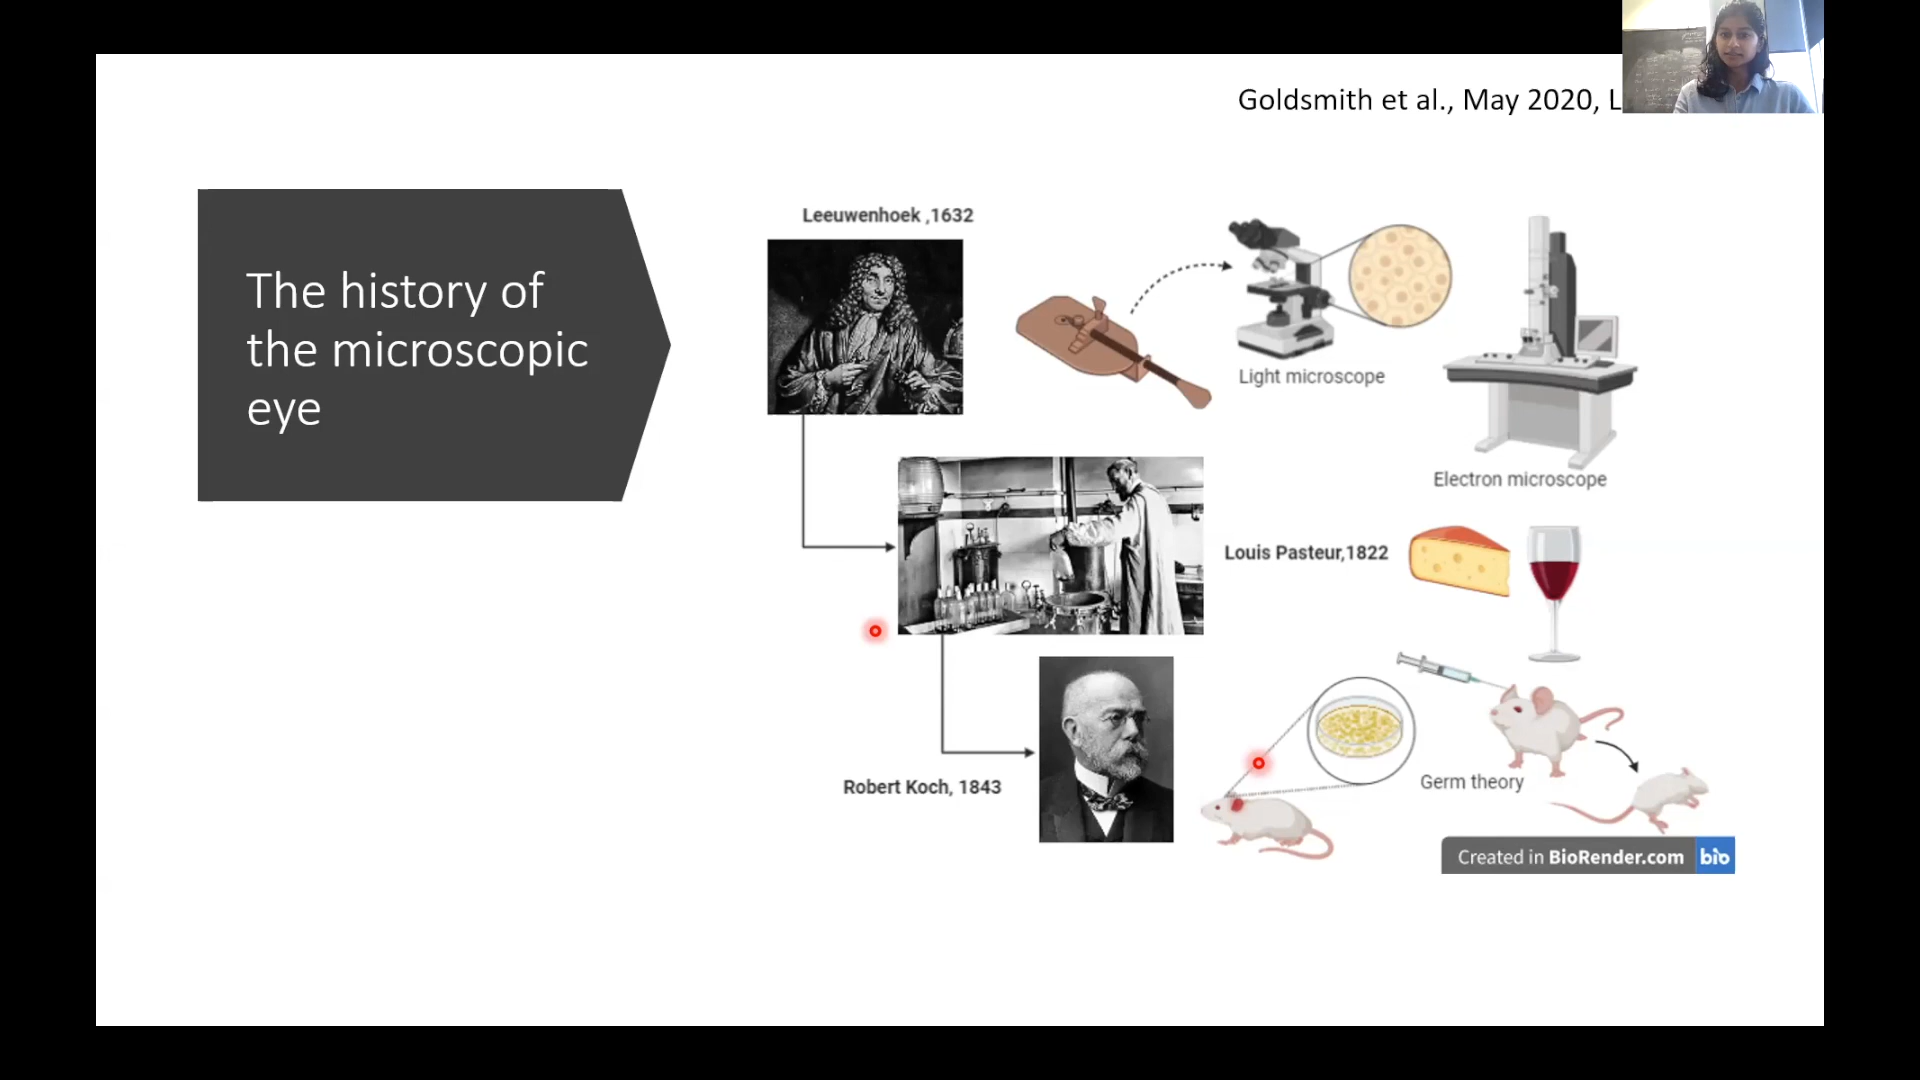 Goldsmith et al., May 2020, L
The history of
the microscopic
eye
Leeuwenhoek ,1632
Light microscope
Electron microscope
Louis Pasteur,1822
Robert Koch, 1843
Germ theory
Created in BioRender.com bio